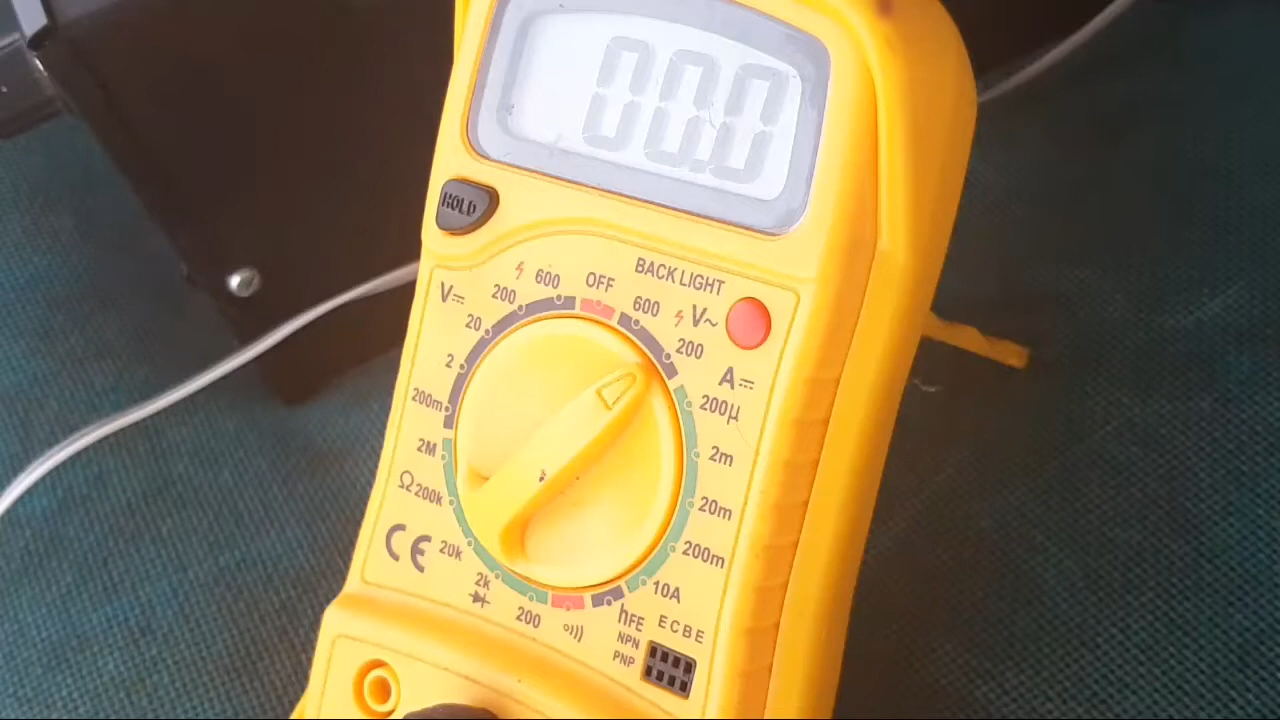 00.0
HOLD
BACK LIGHT
OFF
600
200
V⎓
20
2
200m
2M
Ω 200k
20k
2k
200
600
V~
200
A⎓
200µ
2m
20m
200m
10A
hFE
NPN
PNP
E C B E
CE